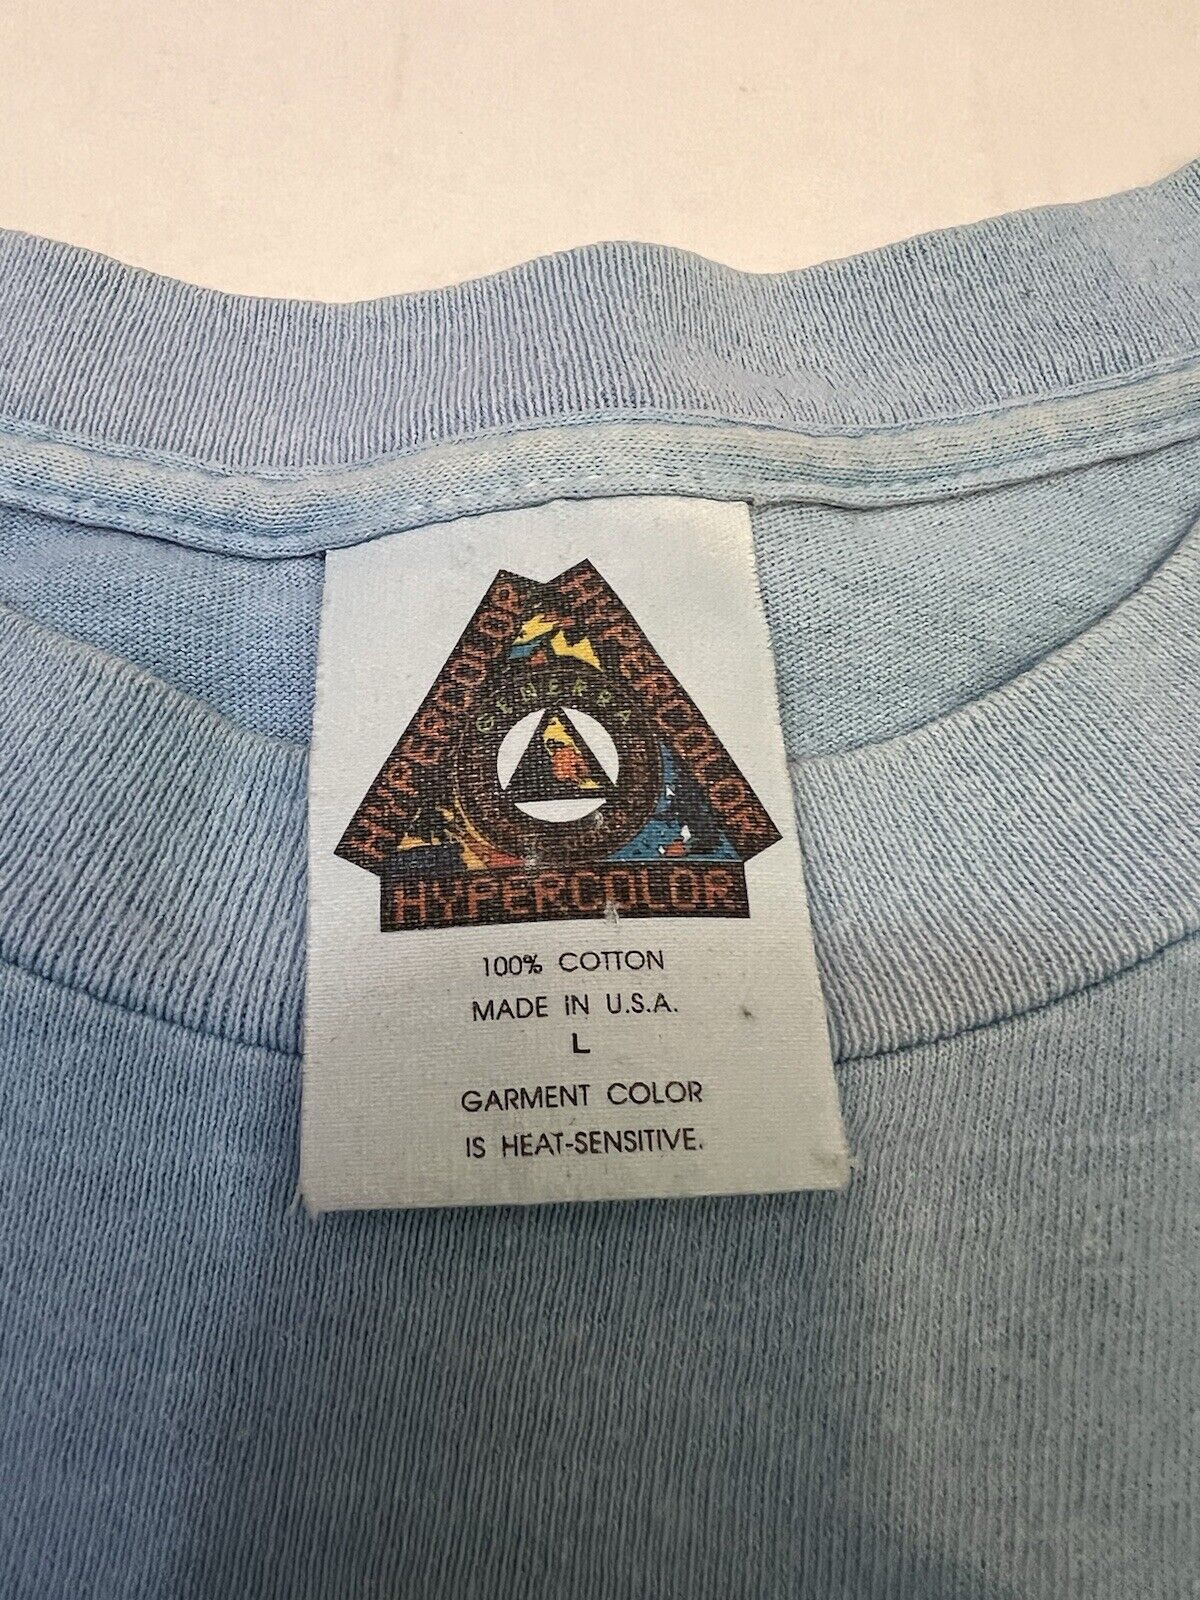 HYPERCOLOR
HYPERCOLOR
GENERRA
HYPERCOLOR
100% COTTON
MADE IN U.S.A.
L
GARMENT COLOR
IS HEAT-SENSITIVE.